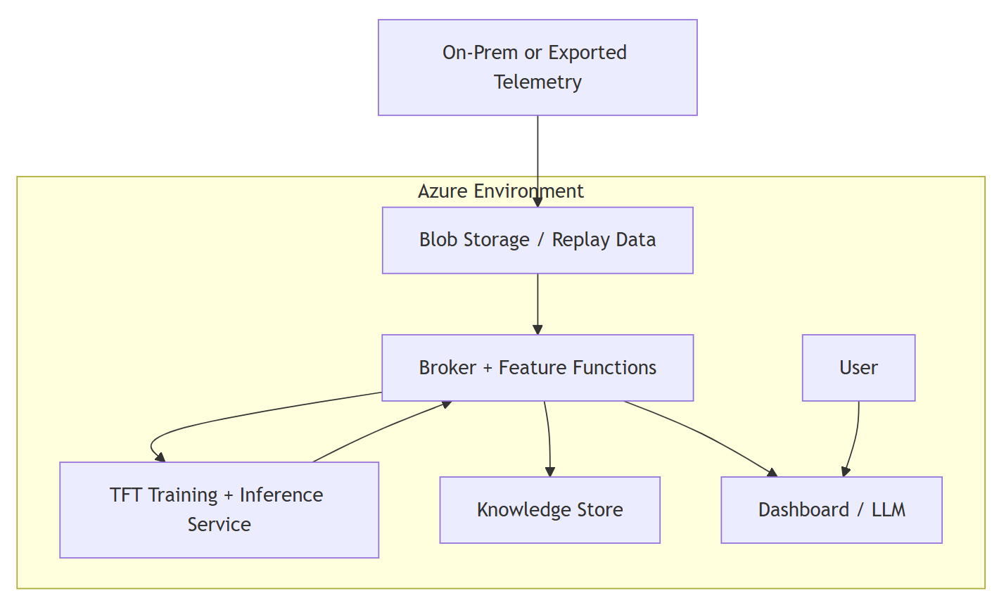 On-Prem or Exported
Telemetry
Azure Environment
Blob Storage / Replay Data
Broker + Feature Functions
User
TFT Training + Inference
Service
Knowledge Store
Dashboard / LLM